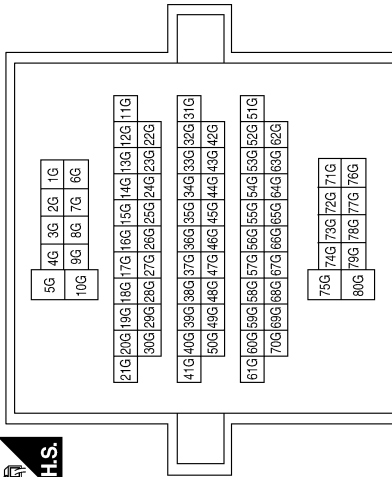 H.S.
5G 4G 3G 2G 1G
10G 9G 8G 7G 6G
21G 20G 19G 18G 17G 16G 15G 14G 13G 12G 11G
30G 29G 28G 27G 26G 25G 24G 23G 22G
41G 40G 39G 38G 37G 36G 35G 34G 33G 32G 31G
50G 49G 48G 47G 46G 45G 44G 43G 42G
61G 60G 59G 58G 57G 56G 55G 54G 53G 52G 51G
70G 69G 68G 67G 66G 65G 64G 63G 62G
75G 74G 73G 72G 71G
80G 79G 78G 77G 76G